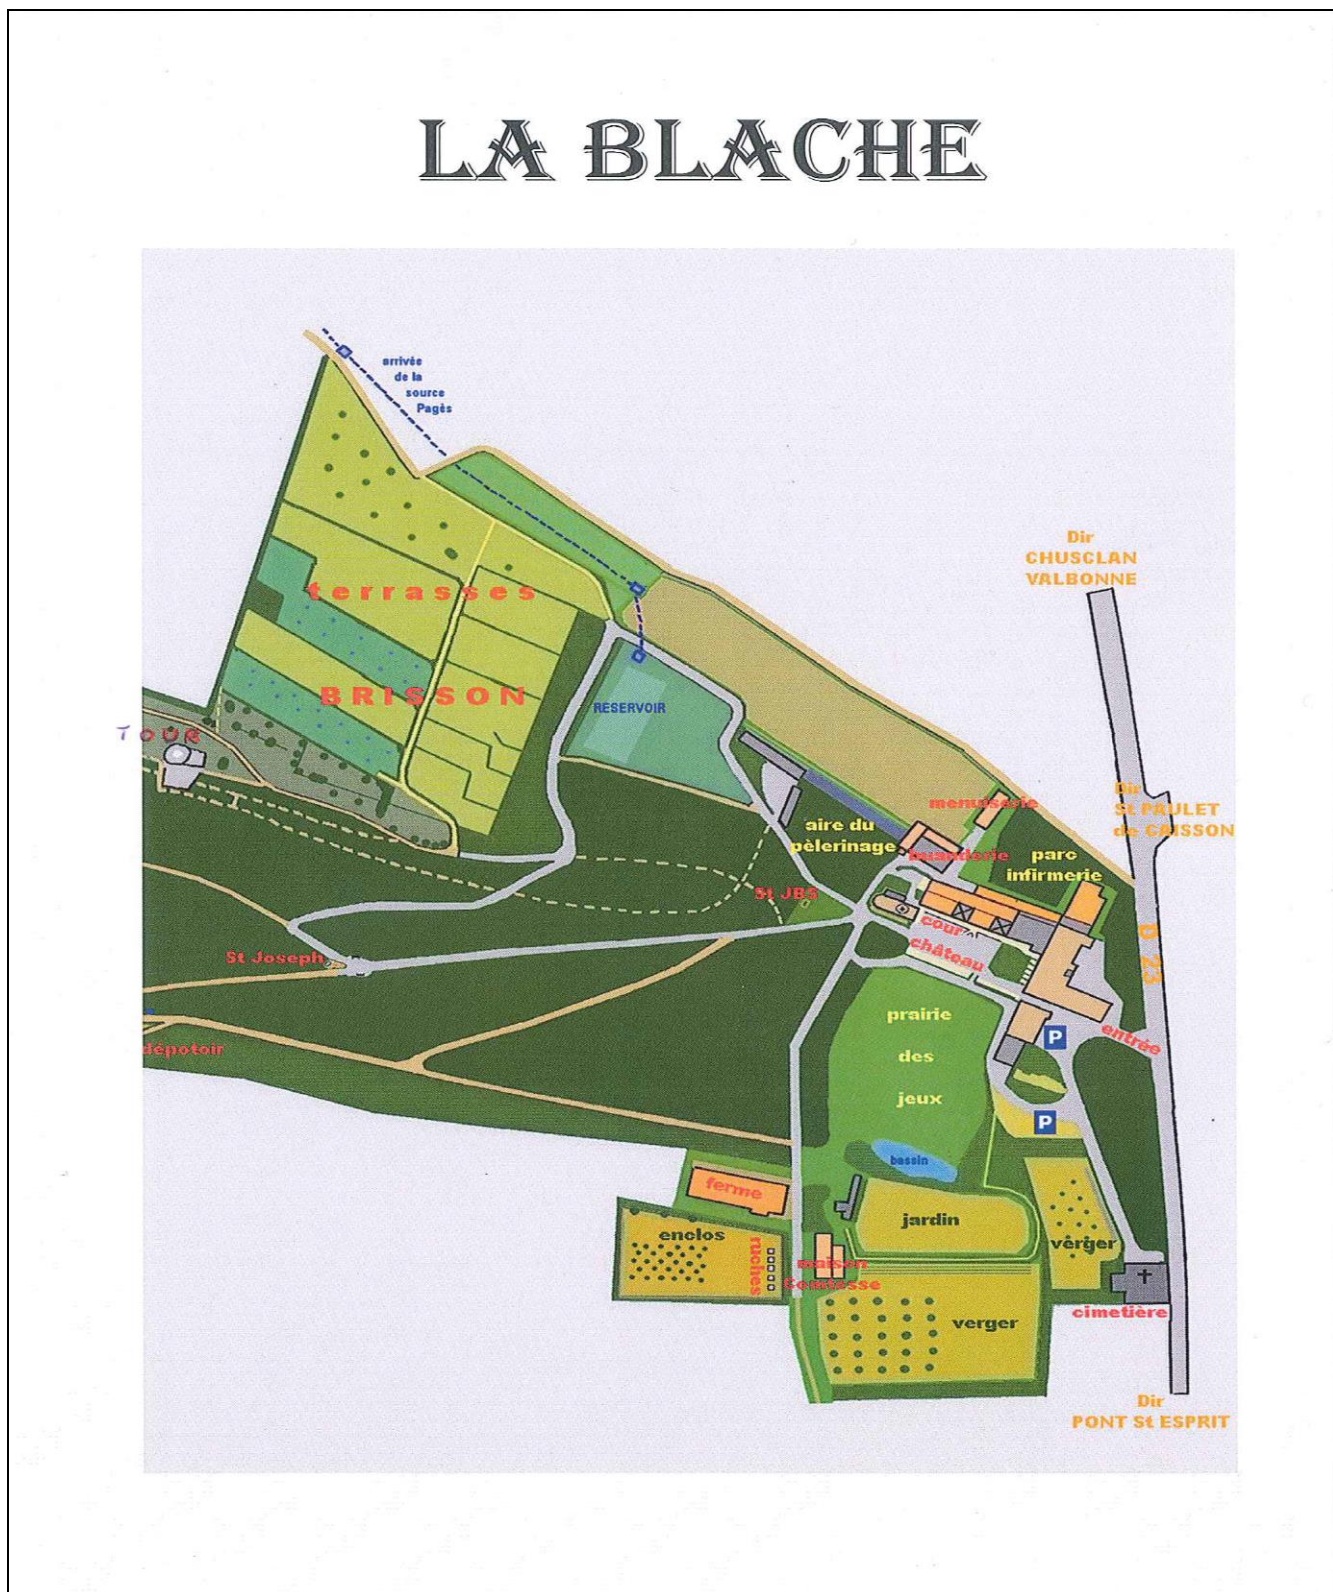 LA BLACHE
arrivée
de la
source
Pagès
Dir
CHUSCLAN
VALBONNE
terrasses
BRISSON
RESERVOIR
TOUR
Dir
St PAULET
de CAISSON
menuiserie
aire du
pèlerinage
buanderie
parc
infirmerie
St JBS
cour
château
D 23
St Joseph
prairie
des
jeux
P
entrée
dépotoir
P
bassin
ferme
jardin
enclos
ruches
verger
maison
Comtesse
cimetière
verger
Dir
PONT St ESPRIT